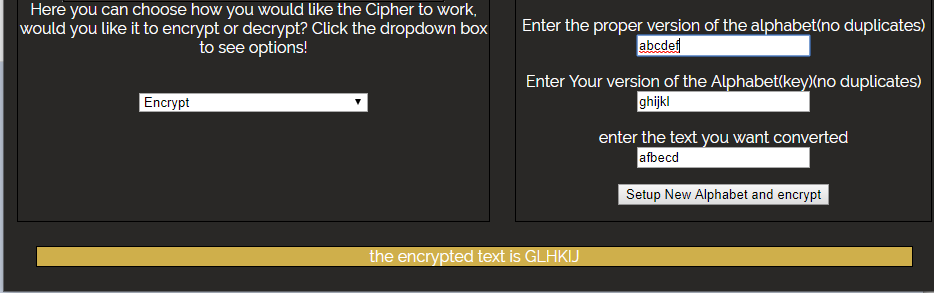 Here you can choose how you would like the Cipher to work,
would you like it to encrypt or decrypt? Click the dropdown box
to see options!
Encrypt
Enter the proper version of the alphabet(no duplicates)
abcdef
Enter Your version of the Alphabet(key)(no duplicates)
ghijkl
enter the text you want converted
afbecd
Setup New Alphabet and encrypt
the encrypted text is GLHKIJ